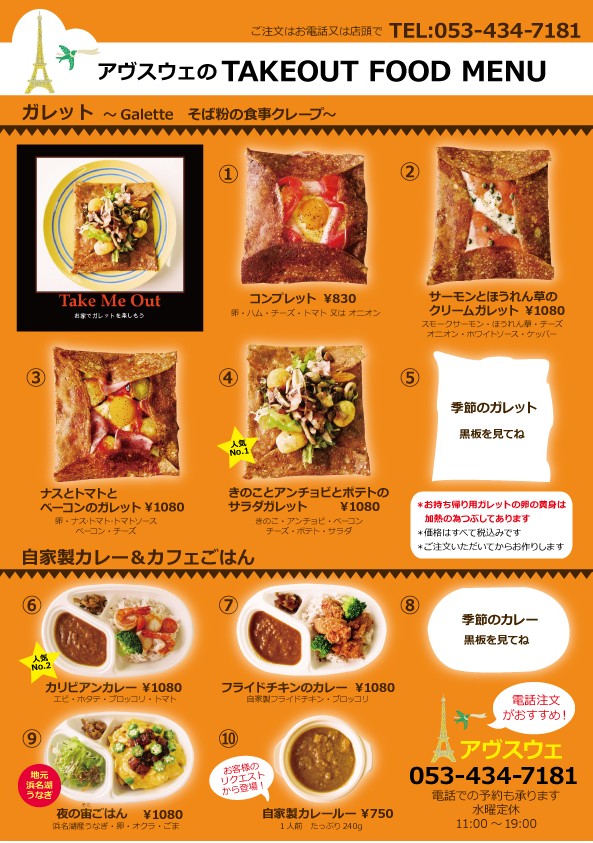 ご注文はお電話又は店頭で TEL:053-434-7181
アヴスウェの TAKEOUT FOOD MENU
ガレット ～Galette そば粉の食事クレープ～
Take Me Out
お家でガレットを楽しもう
①
コンプレット ¥830
卵・ハム・チーズ・トマト 又は オニオン
②
サーモンとほうれん草の
クリームガレット ¥1080
スモークサーモン・ほうれん草・チーズ
オニオン・ホワイトソース・ケッパー
③
ナスとトマトと
ベーコンのガレット ¥1080
卵・ナス・トマト・トマトソース
ベーコン・チーズ
④
人気
No.1
きのことアンチョビとポテトの
サラダガレット ¥1080
きのこ・アンチョビ・ベーコン
チーズ・ポテト・サラダ
⑤
季節のガレット
黒板を見てね
*お持ち帰り用ガレットの卵の黄身は
加熱の為つぶしてあります
*価格はすべて税込みです
*ご注文いただいてからお作りします
自家製カレー＆カフェごはん
⑥
人気
No.2
カリビアンカレー ¥1080
エビ・ホタテ・ブロッコリ・トマト
⑦
フライドチキンのカレー ¥1080
自家製フライドチキン・ブロッコリ
⑧
季節のカレー
黒板を見てね
⑨
地元
浜名湖
うなぎ
夜の宙ごはん ¥1080
浜名湖産うなぎ・卵・オクラ・ごま
⑩
お客様の
リクエスト
から登場！
自家製カレールー ¥750
1人前 たっぷり240g
電話注文
がおすすめ！
アヴスウェ
053-434-7181
電話での予約も承ります
水曜定休
11:00～19:00